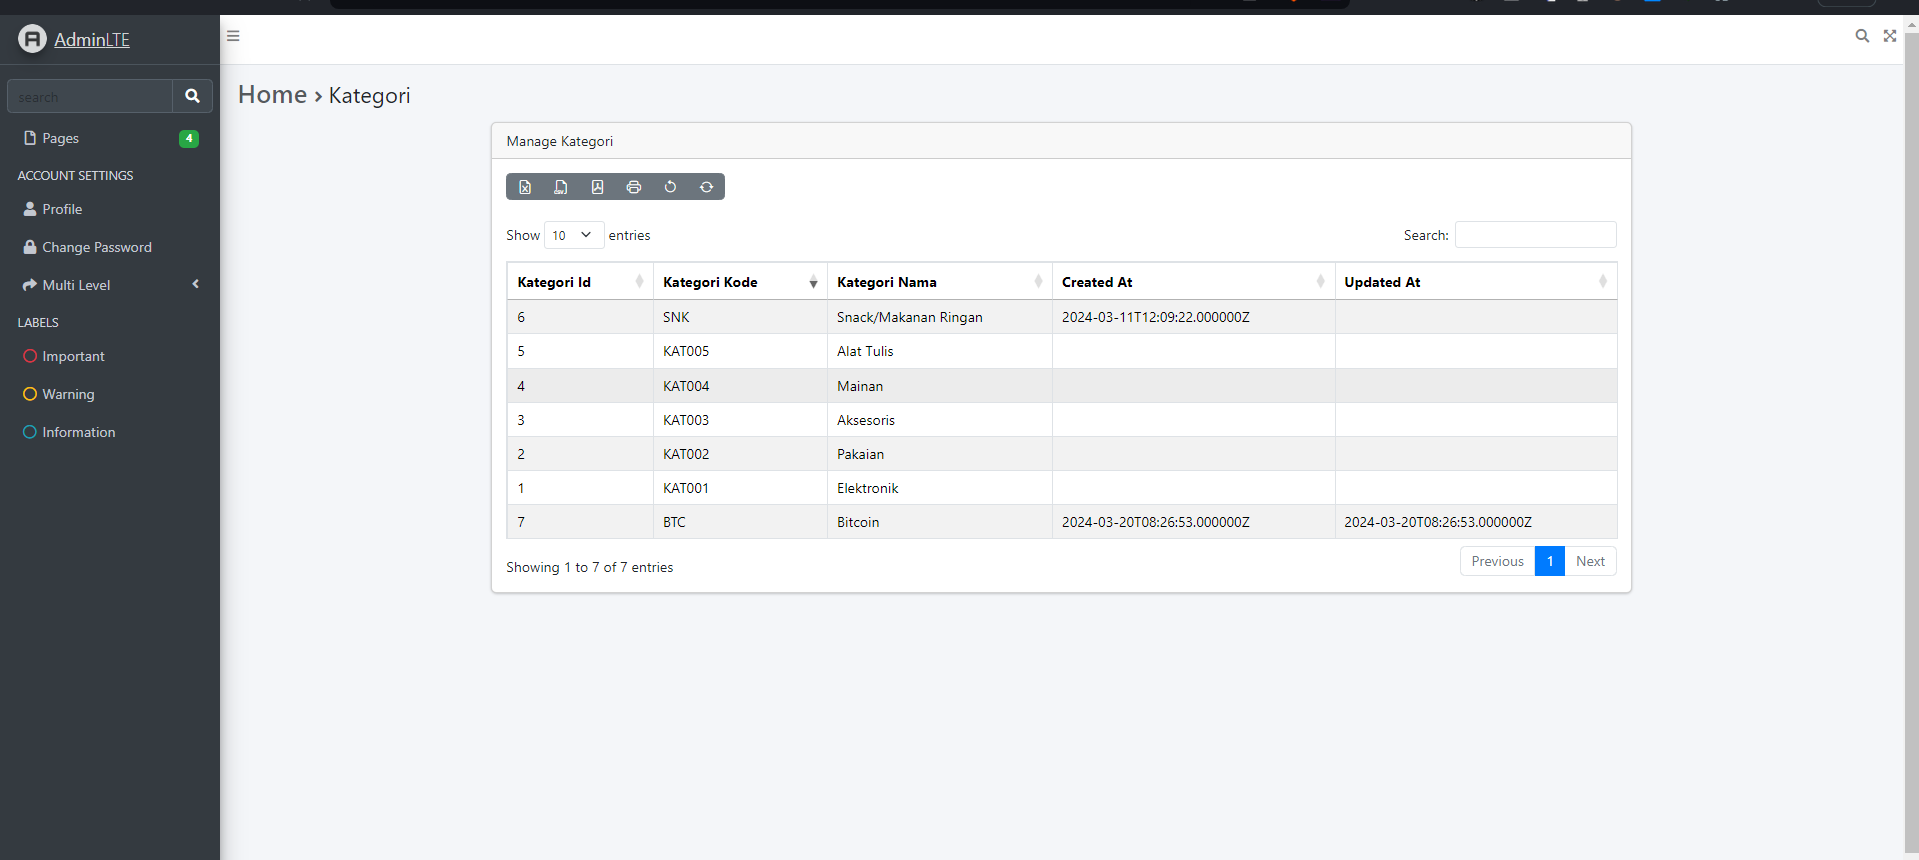 AdminLTE
search
Pages 4
ACCOUNT SETTINGS
Profile
Change Password
Multi Level
LABELS
Important
Warning
Information
Home › Kategori
Manage Kategori
Show 10 entries
Search:
Kategori Id Kategori Kode Kategori Nama Created At Updated At
6 SNK Snack/Makanan Ringan 2024-03-11T12:09:22.000000Z
5 KAT005 Alat Tulis
4 KAT004 Mainan
3 KAT003 Aksesoris
2 KAT002 Pakaian
1 KAT001 Elektronik
7 BTC Bitcoin 2024-03-20T08:26:53.000000Z 2024-03-20T08:26:53.000000Z
Showing 1 to 7 of 7 entries
Previous 1 Next